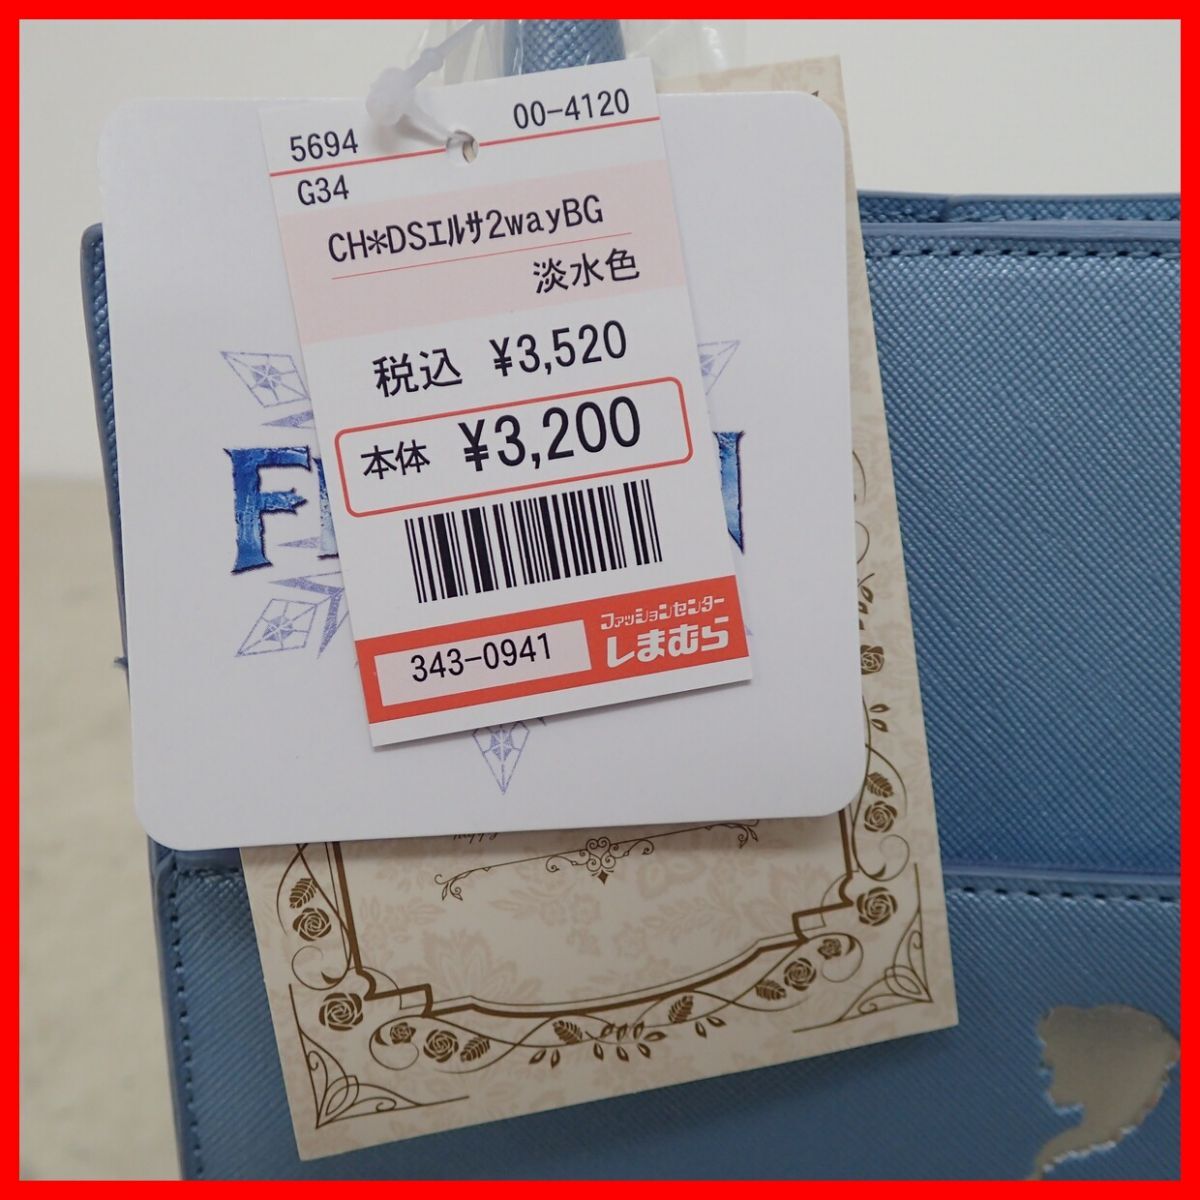 5694 00-4120
G34
CH*DSエルサ2wayBG
淡水色
税込 ¥3,520
本体 ¥3,200
343-0941
ファッションセンター
しまむら